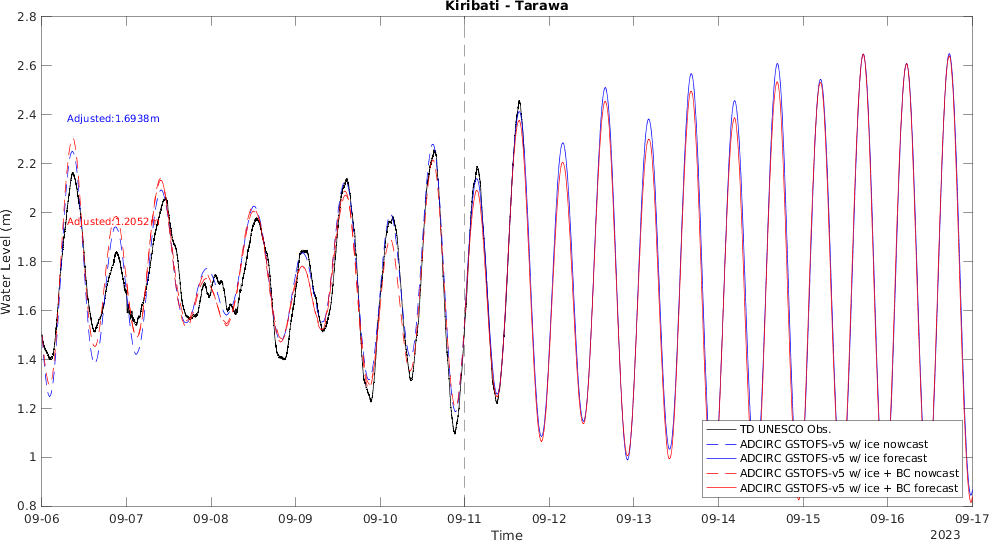 Kiribati - Tarawa
2.8
2.6
2.4
2.2
2
1.8
1.6
1.4
1.2
1
0.8
Water Level (m)
Adjusted:1.6938m
Adjusted:1.2052m
TD UNESCO Obs.
ADCIRC GSTOFS-v5 w/ ice nowcast
ADCIRC GSTOFS-v5 w/ ice forecast
ADCIRC GSTOFS-v5 w/ ice + BC nowcast
ADCIRC GSTOFS-v5 w/ ice + BC forecast
09-06 09-07 09-08 09-09 09-10 09-11 09-12 09-13 09-14 09-15 09-16 09-17
Time
2023